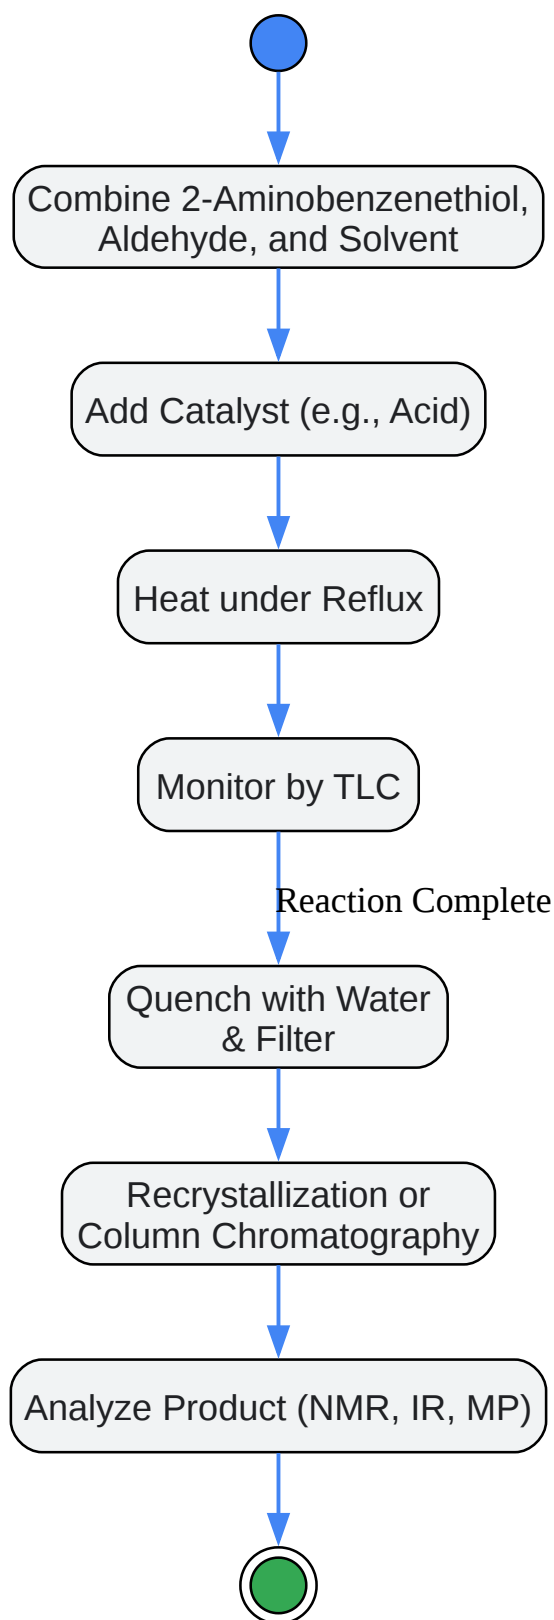 Combine 2-Aminobenzenethiol,
Aldehyde, and Solvent
Add Catalyst (e.g., Acid)
Heat under Reflux
Monitor by TLC
Reaction Complete
Quench with Water
& Filter
Recrystallization or
Column Chromatography
Analyze Product (NMR, IR, MP)